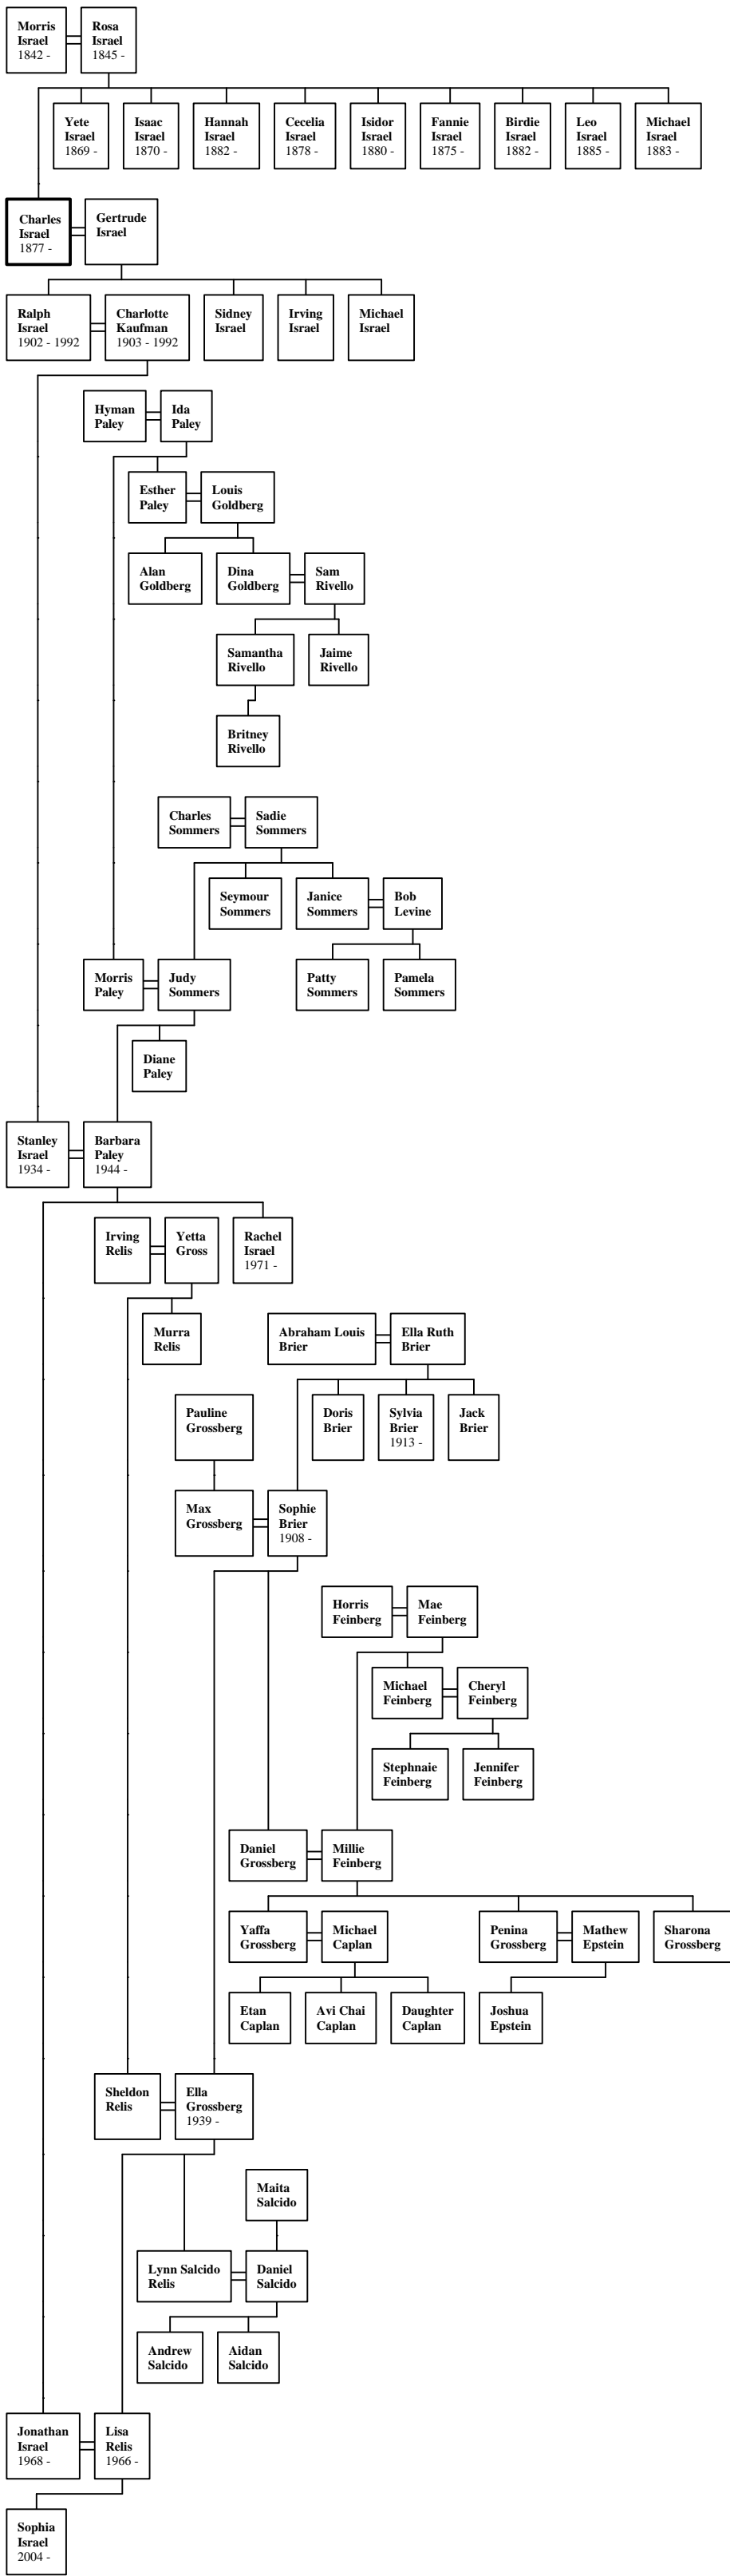 Morris
Israel
1842 -
Rosa
Israel
1845 -
Yete
Israel
1869 -
Isaac
Israel
1870 -
Hannah
Israel
1882 -
Cecelia
Israel
1878 -
Isidor
Israel
1880 -
Fannie
Israel
1875 -
Birdie
Israel
1882 -
Leo
Israel
1885 -
Michael
Israel
1883 -
Charles
Israel
1877 -
Gertrude
Israel
Ralph
Israel
1902 - 1992
Charlotte
Kaufman
1903 - 1992
Sidney
Israel
Irving
Israel
Michael
Israel
Hyman
Paley
Ida
Paley
Esther
Paley
Louis
Goldberg
Alan
Goldberg
Dina
Goldberg
Sam
Rivello
Samantha
Rivello
Jaime
Rivello
Britney
Rivello
Charles
Sommers
Sadie
Sommers
Seymour
Sommers
Janice
Sommers
Bob
Levine
Morris
Paley
Judy
Sommers
Patty
Sommers
Pamela
Sommers
Diane
Paley
Stanley
Israel
1934 -
Barbara
Paley
1944 -
Irving
Relis
Yetta
Gross
Rachel
Israel
1971 -
Murra
Relis
Abraham Louis
Brier
Ella Ruth
Brier
Pauline
Grossberg
Doris
Brier
Sylvia
Brier
1913 -
Jack
Brier
Max
Grossberg
Sophie
Brier
1908 -
Horris
Feinberg
Mae
Feinberg
Michael
Feinberg
Cheryl
Feinberg
Stephnaie
Feinberg
Jennifer
Feinberg
Daniel
Grossberg
Millie
Feinberg
Yaffa
Grossberg
Michael
Caplan
Penina
Grossberg
Mathew
Epstein
Sharona
Grossberg
Etan
Caplan
Avi Chai
Caplan
Daughter
Caplan
Joshua
Epstein
Sheldon
Relis
Ella
Grossberg
1939 -
Maita
Salcido
Lynn Salcido
Relis
Daniel
Salcido
Andrew
Salcido
Aidan
Salcido
Jonathan
Israel
1968 -
Lisa
Relis
1966 -
Sophia
Israel
2004 -